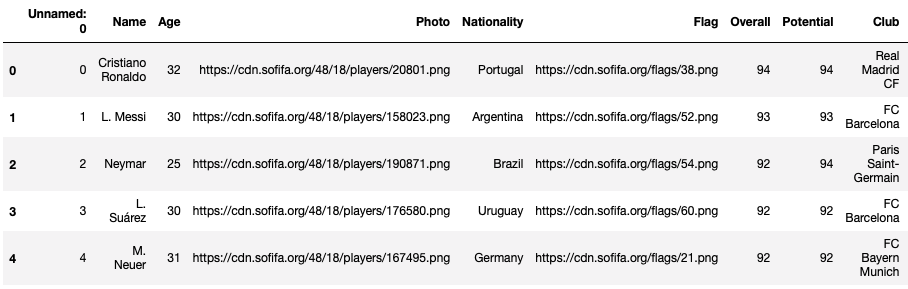 Unnamed: 0 Name Age Photo Nationality Flag Overall Potential Club
0 0 Cristiano Ronaldo 32 https://cdn.sofifa.org/48/18/players/20801.png Portugal https://cdn.sofifa.org/flags/38.png 94 94 Real Madrid CF
1 1 L. Messi 30 https://cdn.sofifa.org/48/18/players/158023.png Argentina https://cdn.sofifa.org/flags/52.png 93 93 FC Barcelona
2 2 Neymar 25 https://cdn.sofifa.org/48/18/players/190871.png Brazil https://cdn.sofifa.org/flags/54.png 92 94 Paris Saint-Germain
3 3 L. Suárez 30 https://cdn.sofifa.org/48/18/players/176580.png Uruguay https://cdn.sofifa.org/flags/60.png 92 92 FC Barcelona
4 4 M. Neuer 31 https://cdn.sofifa.org/48/18/players/167495.png Germany https://cdn.sofifa.org/flags/21.png 92 92 FC Bayern Munich